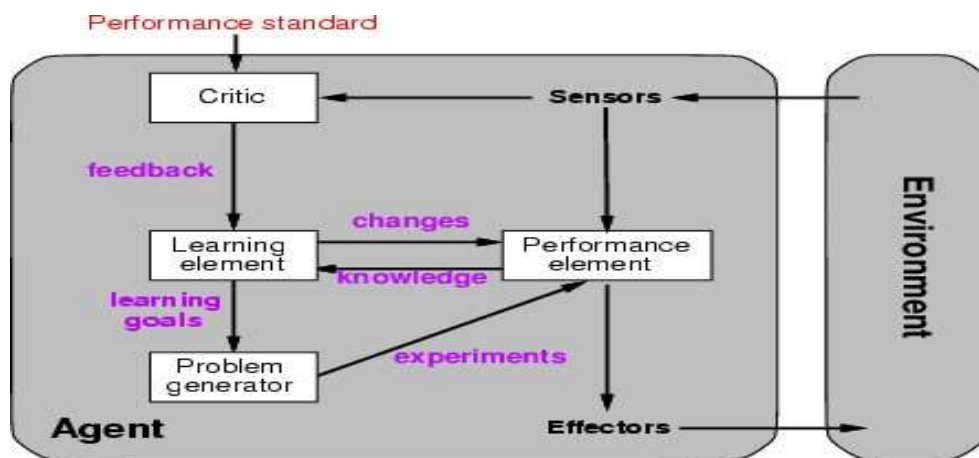 Performance standard
Critic
Sensors
feedback
changes
Learning
element
Performance
element
knowledge
learning
goals
experiments
Problem
generator
Agent
Effectors
Environment